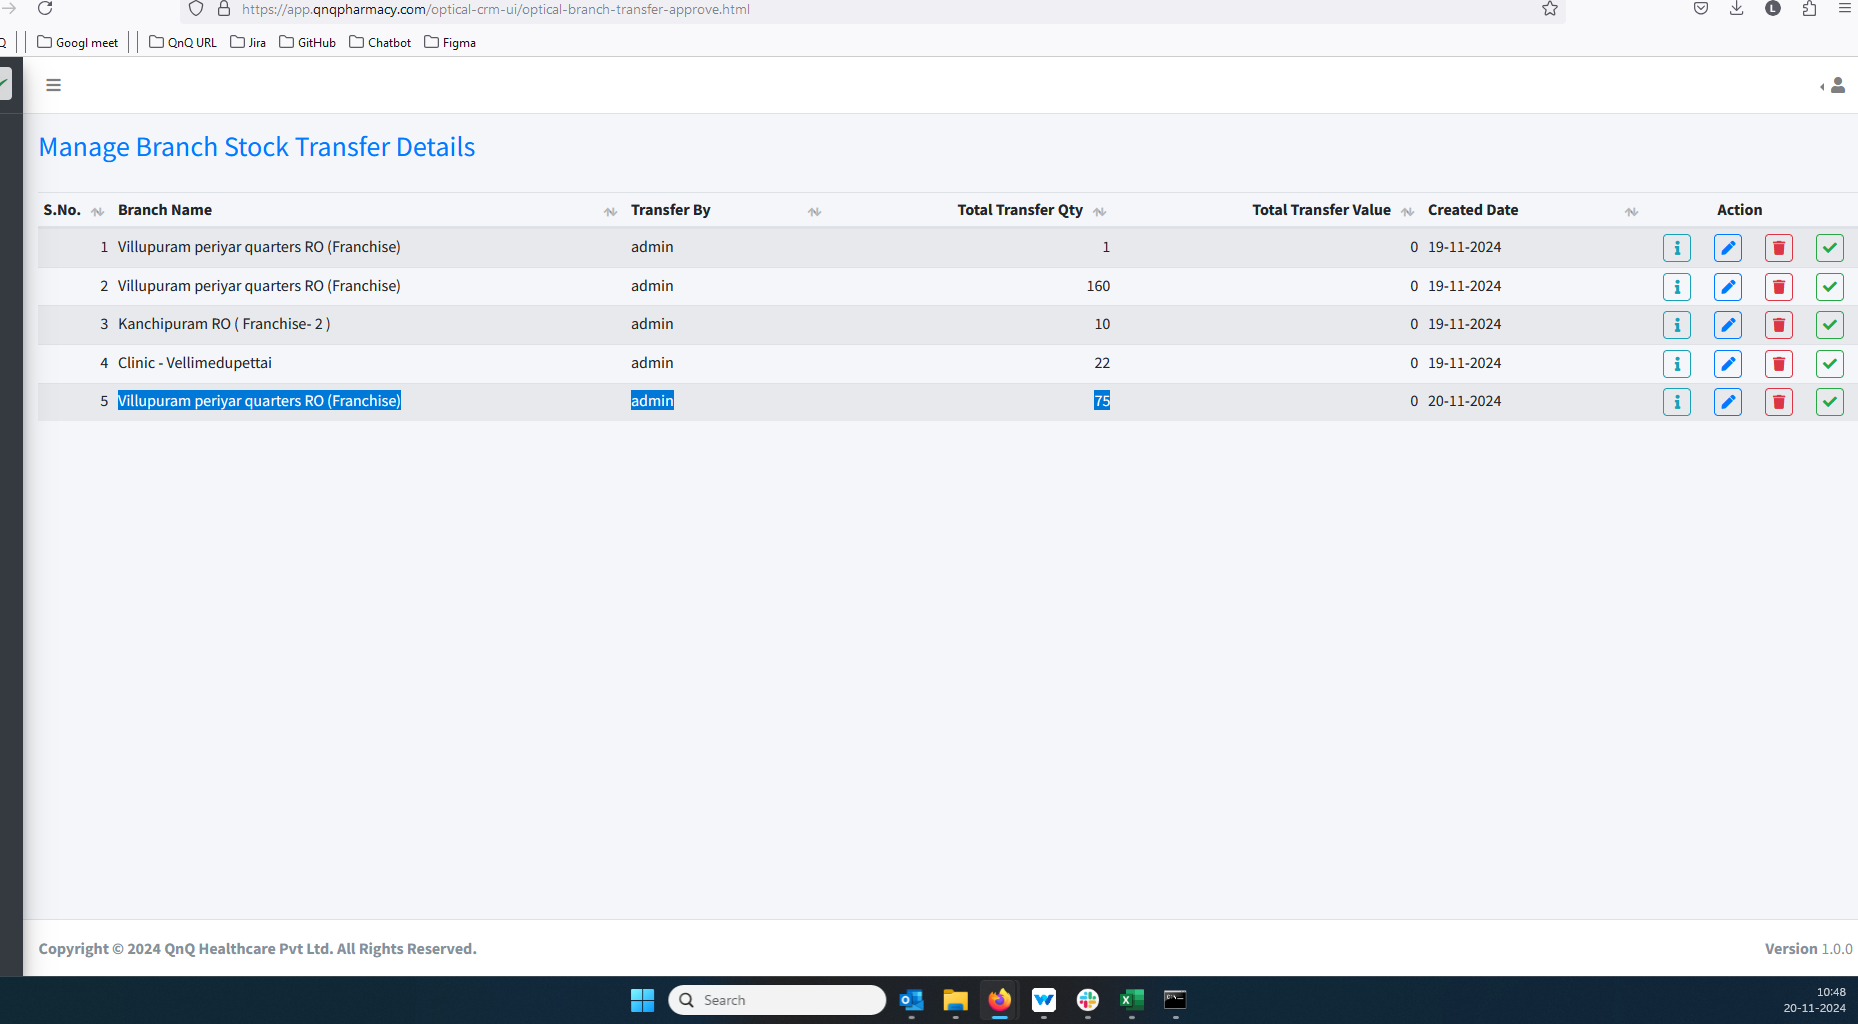 https://app.qnqpharmacy.com/optical-crm-ui/optical-branch-transfer-approve.html
L
Q Googl meet QnQ URL Jira GitHub Chatbot Figma
Manage Branch Stock Transfer Details
S.No. Branch Name Transfer By Total Transfer Qty Total Transfer Value Created Date Action
1 Villupuram periyar quarters RO (Franchise) admin 1 0 19-11-2024
2 Villupuram periyar quarters RO (Franchise) admin 160 0 19-11-2024
3 Kanchipuram RO ( Franchise- 2 ) admin 10 0 19-11-2024
4 Clinic - Vellimedupettai admin 22 0 19-11-2024
5 Villupuram periyar quarters RO (Franchise) admin 75 0 20-11-2024
Copyright © 2024 QnQ Healthcare Pvt Ltd. All Rights Reserved. Version 1.0.0
Search
10:48
20-11-2024